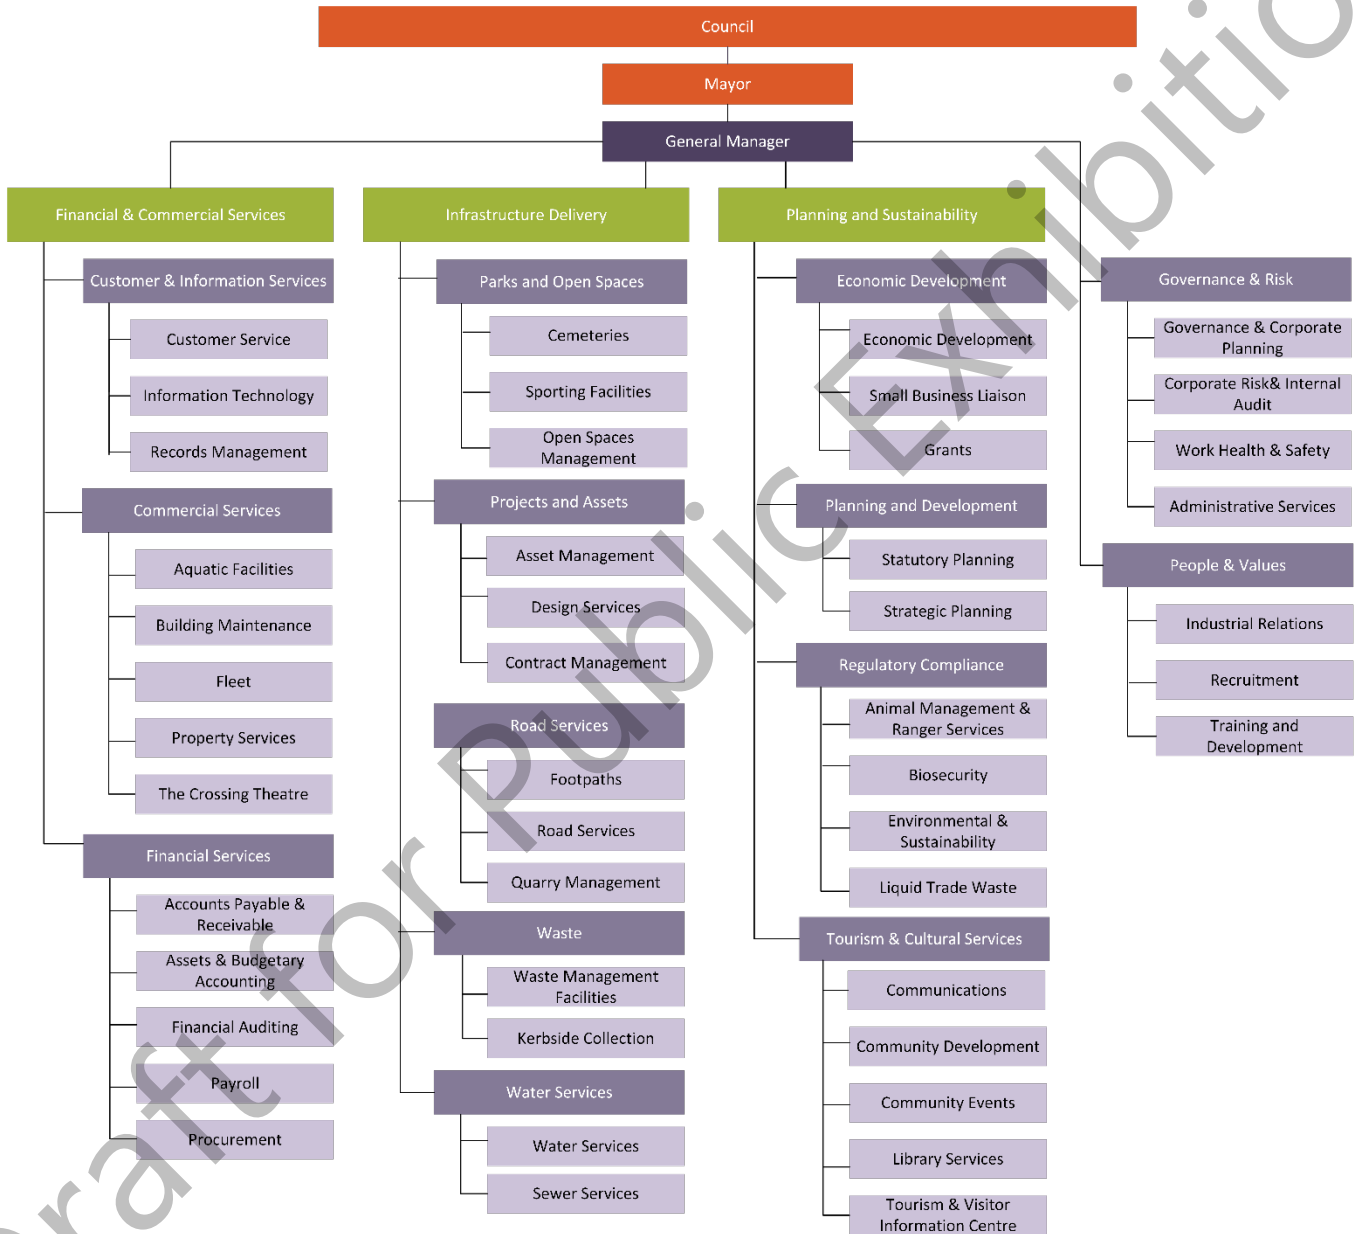 Council
Mayor
General Manager
Financial & Commercial Services
Customer & Information Services
Customer Service
Information Technology
Records Management
Commercial Services
Aquatic Facilities
Building Maintenance
Fleet
Property Services
The Crossing Theatre
Financial Services
Accounts Payable &
Receivable
Assets & Budgetary
Accounting
Financial Auditing
Payroll
Procurement
Infrastructure Delivery
Parks and Open Spaces
Cemeteries
Sporting Facilities
Open Spaces
Management
Projects and Assets
Asset Management
Design Services
Contract Management
Road Services
Footpaths
Road Services
Quarry Management
Waste
Waste Management
Facilities
Kerbside Collection
Water Services
Water Services
Sewer Services
Planning and Sustainability
Economic Development
Economic Development
Small Business Liaison
Grants
Planning and Development
Statutory Planning
Strategic Planning
Regulatory Compliance
Animal Management &
Ranger Services
Biosecurity
Environmental &
Sustainability
Liquid Trade Waste
Tourism & Cultural Services
Communications
Community Development
Community Events
Library Services
Tourism & Visitor
Information Centre
Governance & Risk
Governance & Corporate
Planning
Corporate Risk& Internal
Audit
Work Health & Safety
Administrative Services
People & Values
Industrial Relations
Recruitment
Training and
Development
Draft for Public Exhibitio